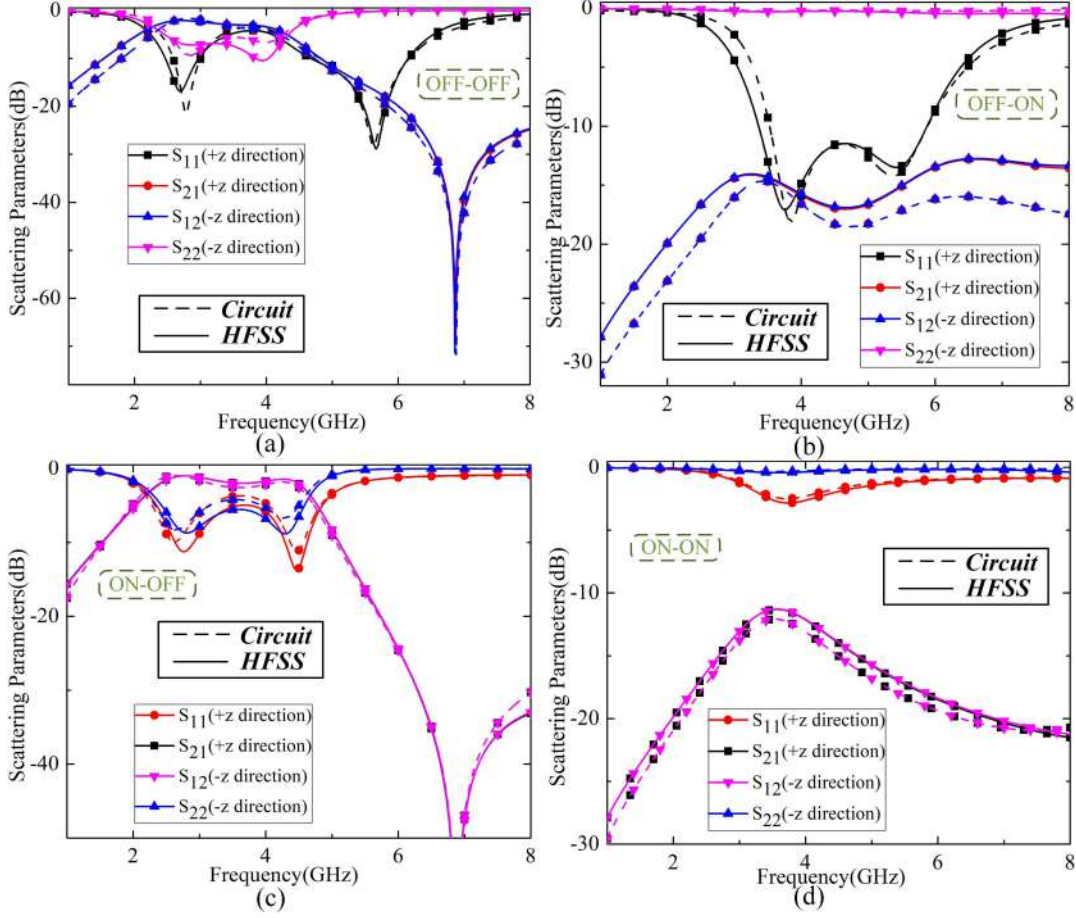 0
-20
-40
-60
Scattering Parameters(dB)
OFF-OFF
S11(+z direction)
S21(+z direction)
S12(-z direction)
S22(-z direction)
Circuit
HFSS
2 4 6 8
Frequency(GHz)
(a)
0
-10
-20
-30
Scattering Parameters(dB)
OFF-ON
S11(+z direction)
S21(+z direction)
S12(-z direction)
S22(-z direction)
Circuit
HFSS
2 4 6 8
Frequency(GHz)
(b)
0
-20
-40
Scattering Parameters(dB)
ON-OFF
Circuit
HFSS
S11(+z direction)
S21(+z direction)
S12(-z direction)
S22(-z direction)
2 4 6 8
Frequency(GHz)
(c)
0
-10
-20
-30
Scattering Parameters(dB)
ON-ON
Circuit
HFSS
S11(+z direction)
S21(+z direction)
S12(-z direction)
S22(-z direction)
2 4 6 8
Frequency(GHz)
(d)